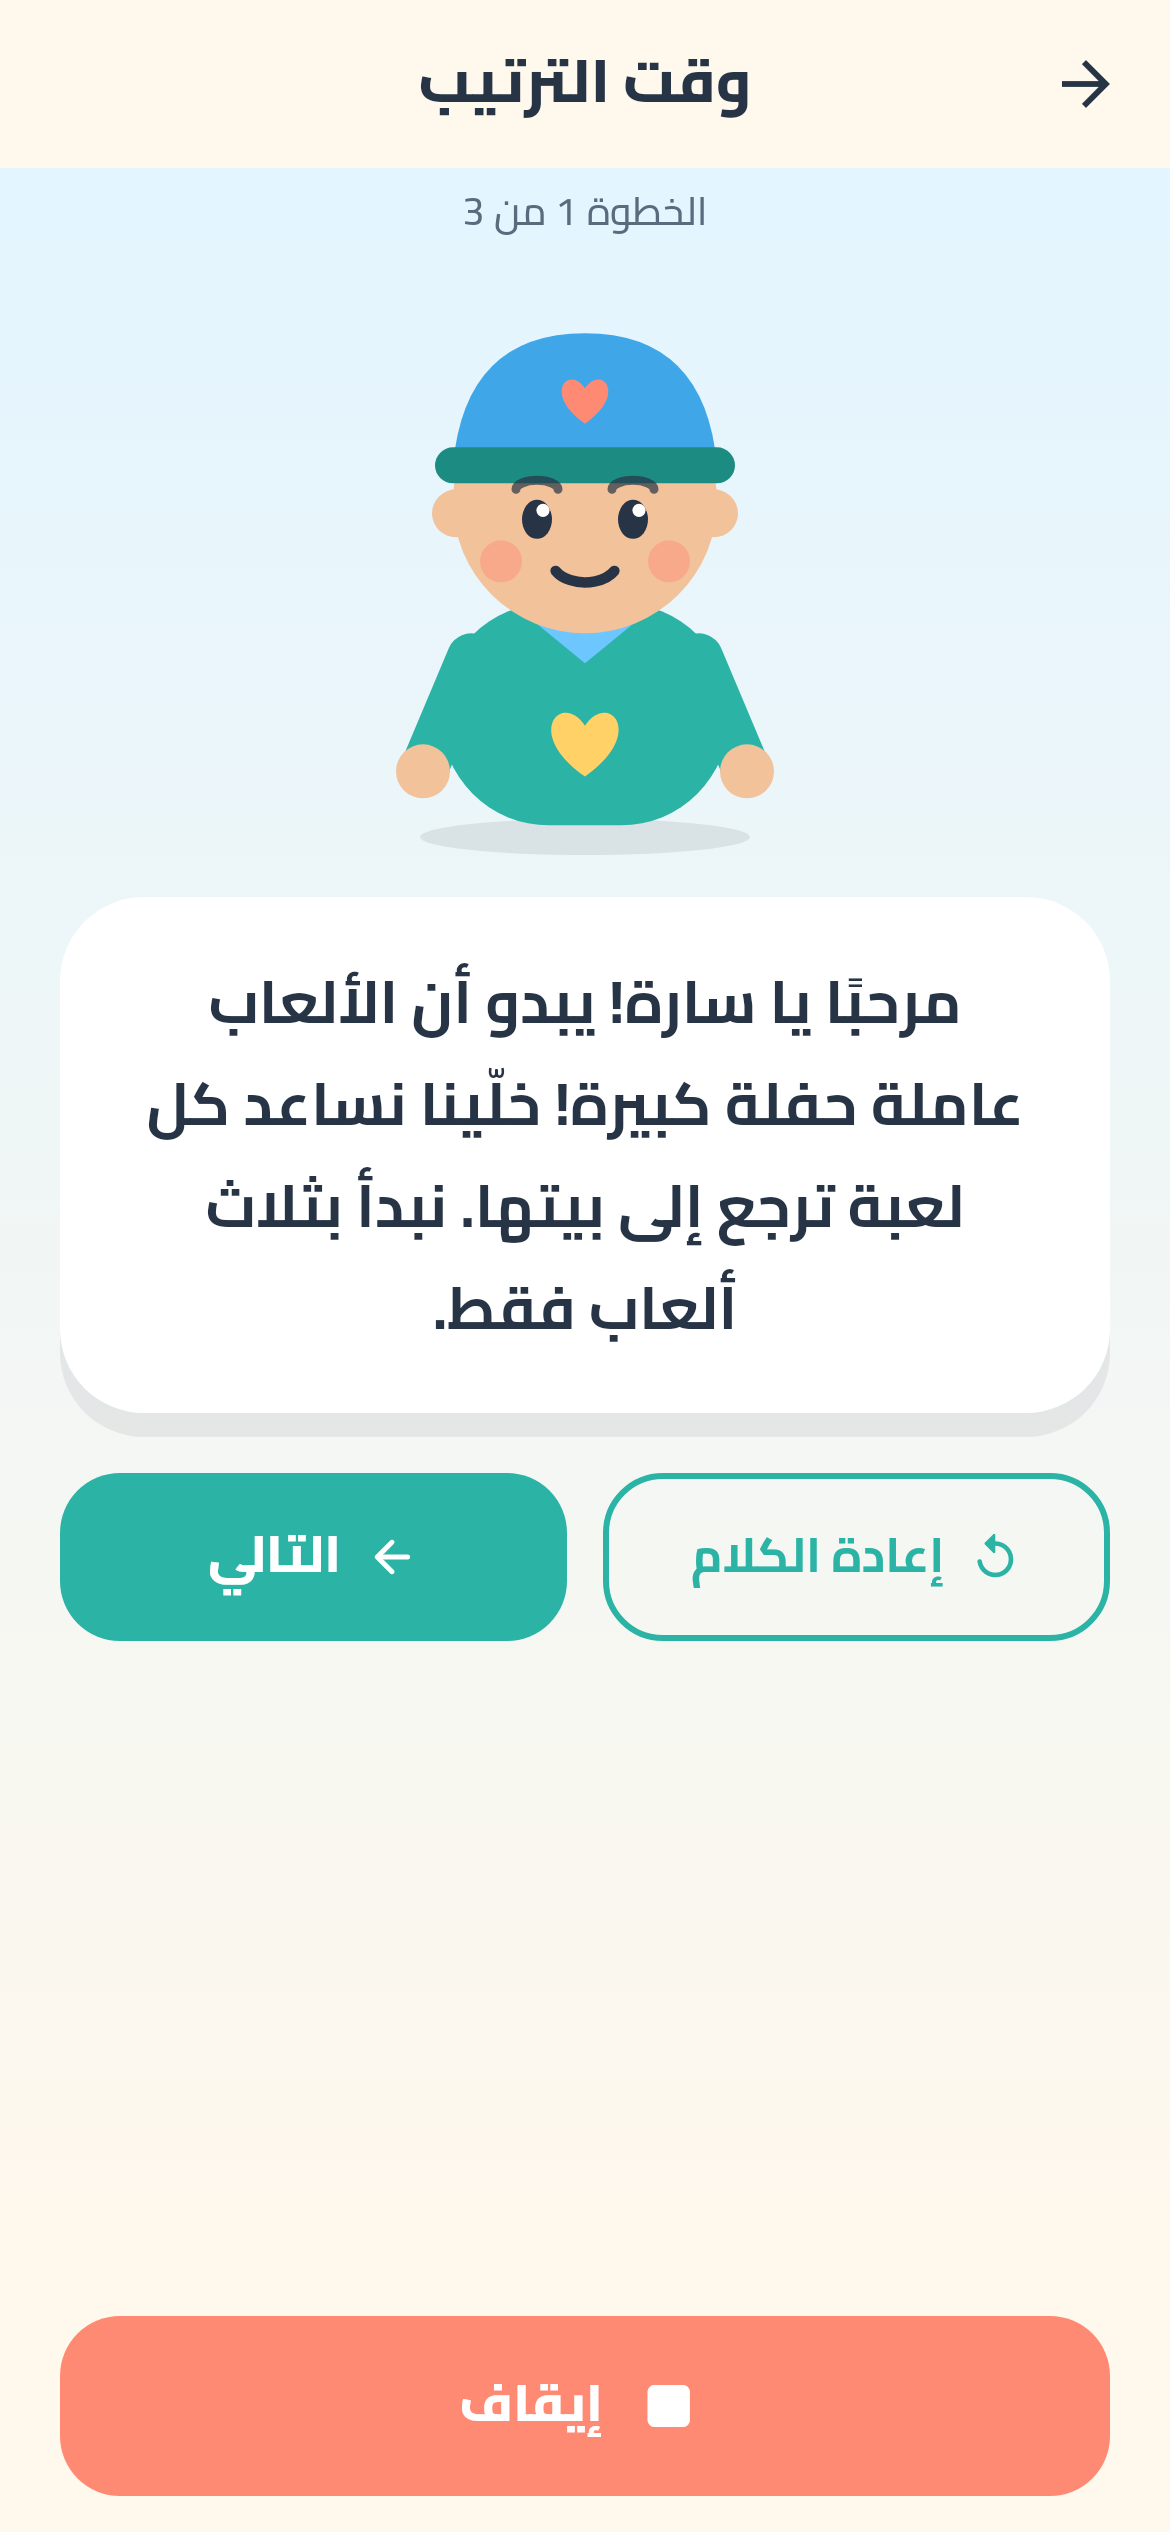 وقت الترتيب
الخطوة 1 من 3
مرحبًا يا سارة! يبدو أن الألعاب
عاملة حفلة كبيرة! خلّينا نساعد كل
لعبة ترجع إلى بيتها. نبدأ بثلاث
ألعاب فقط.
إعادة الكلام
التالي
إيقاف